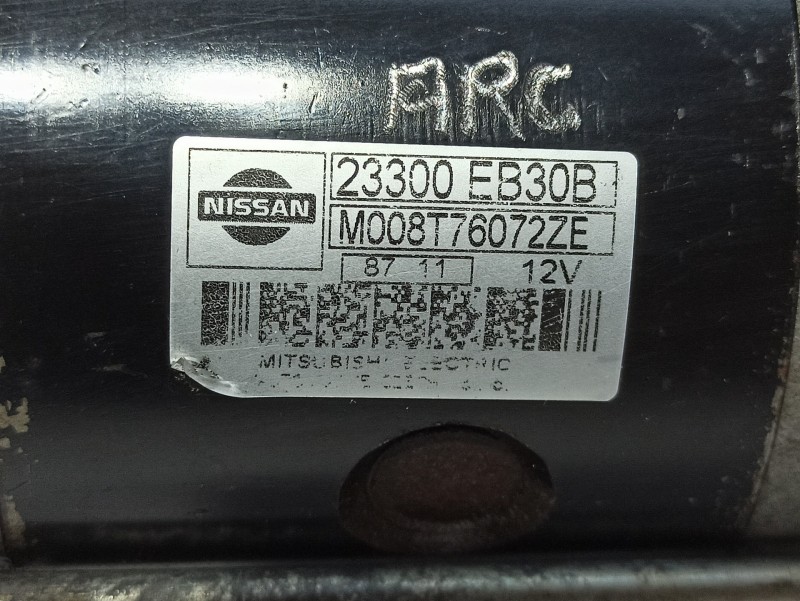 ARC
23300 EB30B
NISSAN
M008T76072ZE
87 11 12V
MITSUBISHI ELECTRIC